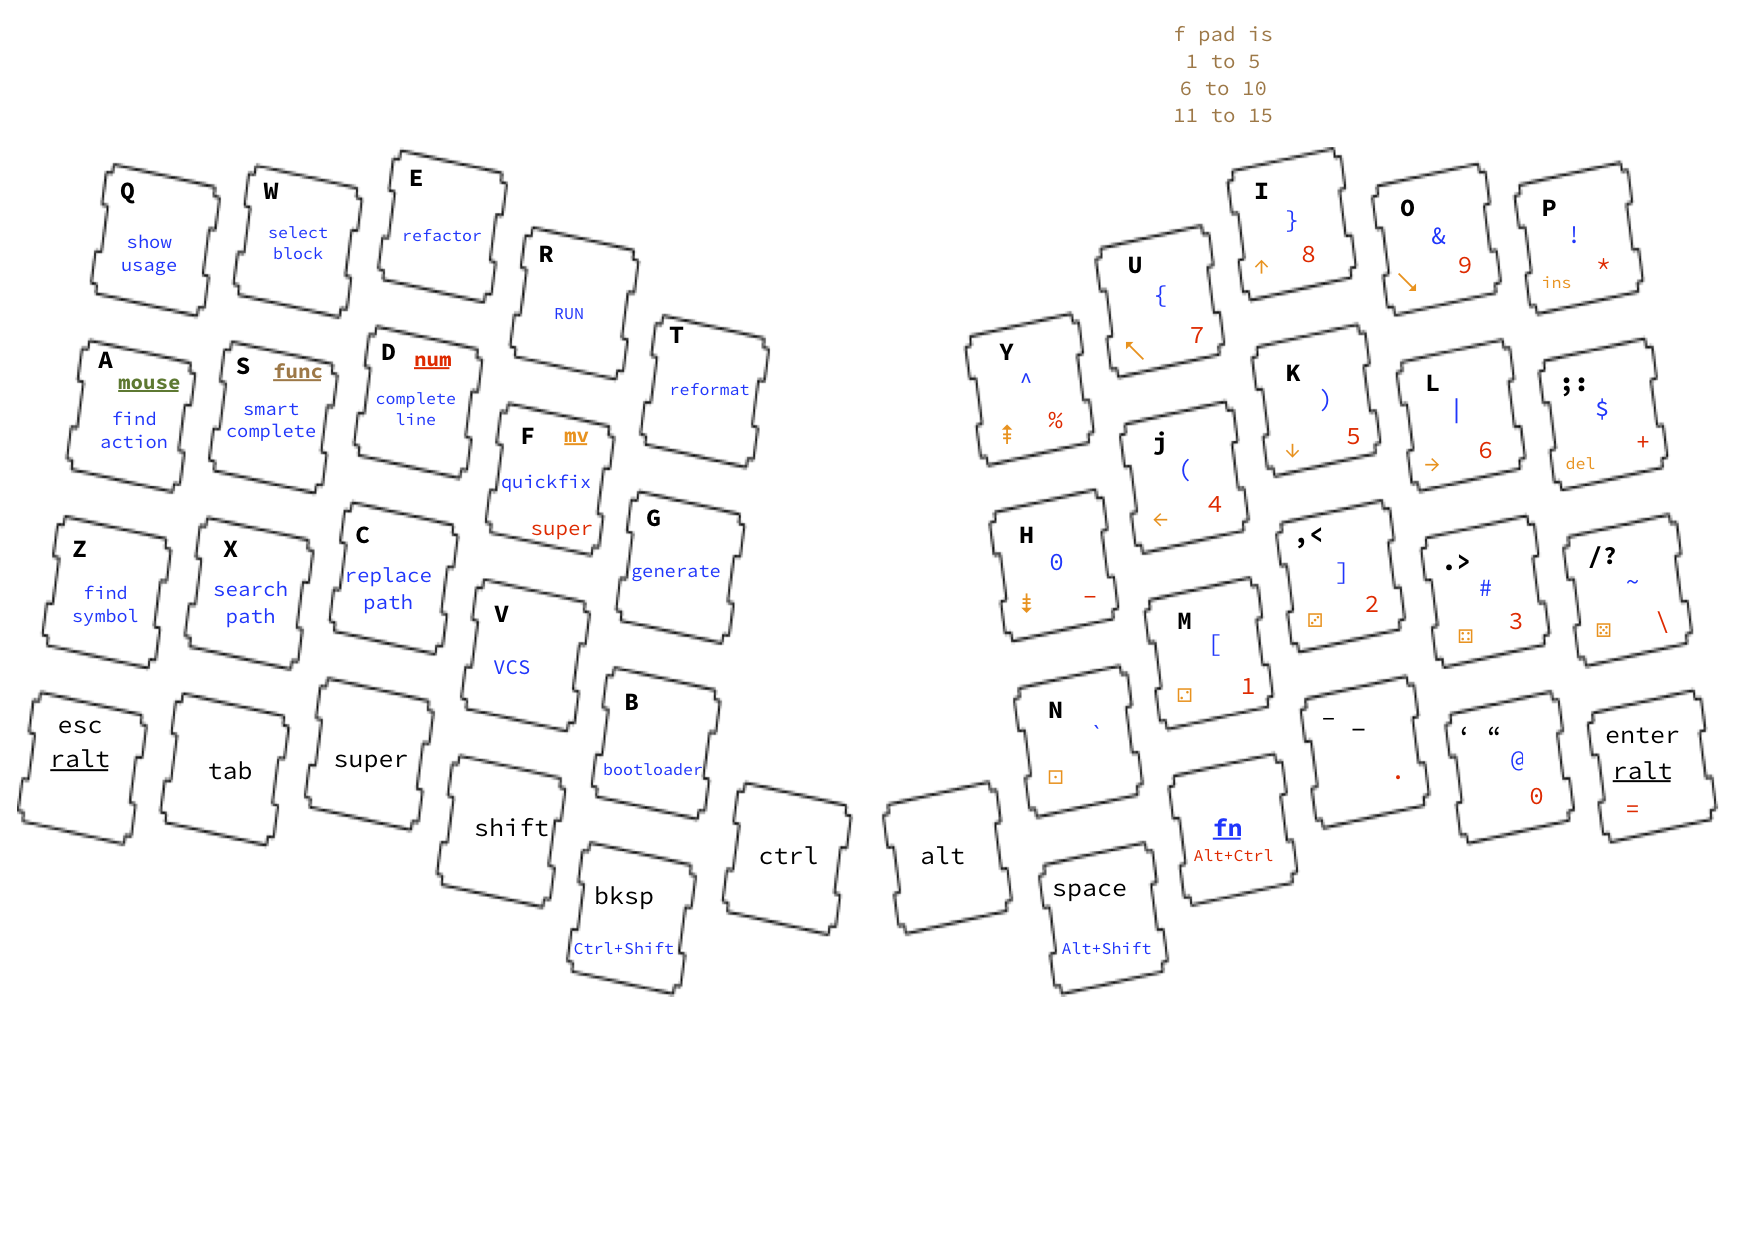 f pad is
1 to 5
6 to 10
11 to 15
Q
show
usage
W
select
block
E
refactor
R
RUN
T
reformat
A
mouse
find
action
S func
smart
complete
D num
complete
line
F mv
quickfix
super
G
generate
Z
find
symbol
X
search
path
C
replace
path
V
VCS
B
bootloader
esc
ralt
tab
super
shift
bksp
Ctrl+Shift
ctrl
Y
^
⇞ %
U
{
↖ 7
I
}
↑ 8
O
&
↘ 9
P
!
ins *
H
0
⇟ −
j
(
← 4
K
)
↓ 5
L
|
→ 6
;:
$
del +
N
`
⚀
M
[
⚁ 1
,<
]
⚂ 2
.>
#
⚃ 3
/?
~
⚄ \
alt
space
Alt+Shift
fn
Alt+Ctrl
− _
.
‘ “
@
0
enter
ralt
=